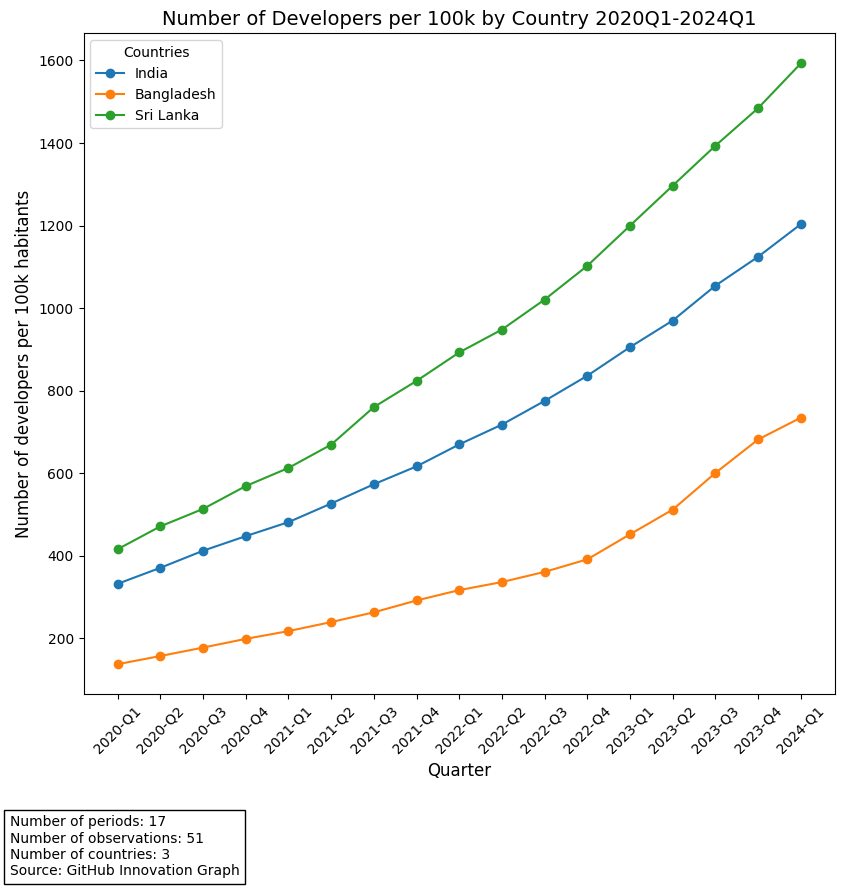 Number of Developers per 100k by Country 2020Q1-2024Q1
Countries
India
Bangladesh
Sri Lanka
Number of developers per 100k habitants
1600
1400
1200
1000
800
600
400
200
2020-Q1
2020-Q2
2020-Q3
2020-Q4
2021-Q1
2021-Q2
2021-Q3
2021-Q4
2022-Q1
2022-Q2
2022-Q3
2022-Q4
2023-Q1
2023-Q2
2023-Q3
2023-Q4
2024-Q1
Quarter
Number of periods: 17
Number of observations: 51
Number of countries: 3
Source: GitHub Innovation Graph